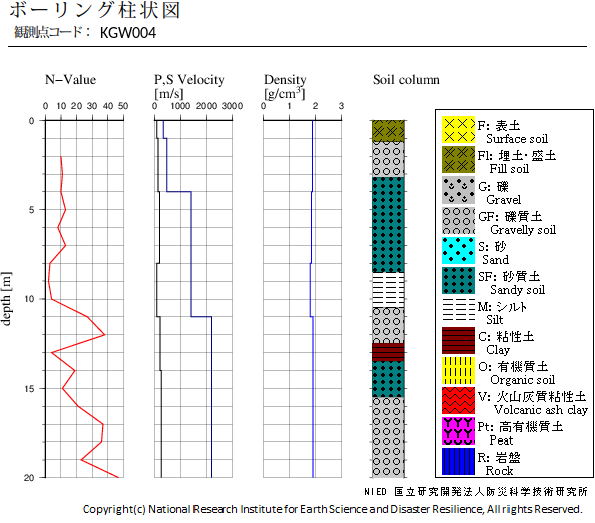 ボーリング柱状図
観測点コード： KGW004
N-Value
P,S Velocity
[m/s]
Density
[g/cm³]
Soil column
0 10 20 30 40 50
0 1000 2000 3000
0 1 2 3
0
5
10
15
20
depth [m]
F: 表土
Surface soil
Fl: 埋土・盛土
Fill soil
G: 礫
Gravel
GF: 礫質土
Gravelly soil
S: 砂
Sand
SF: 砂質土
Sandy soil
M: シルト
Silt
C: 粘性土
Clay
O: 有機質土
Organic soil
V: 火山灰質粘性土
Volcanic ash clay
Pt: 高有機質土
Peat
R: 岩盤
Rock
NIED 国立研究開発法人防災科学技術研究所
Copyright(c) National Research Institute for Earth Science and Disaster Resilience, All rights Reserved.